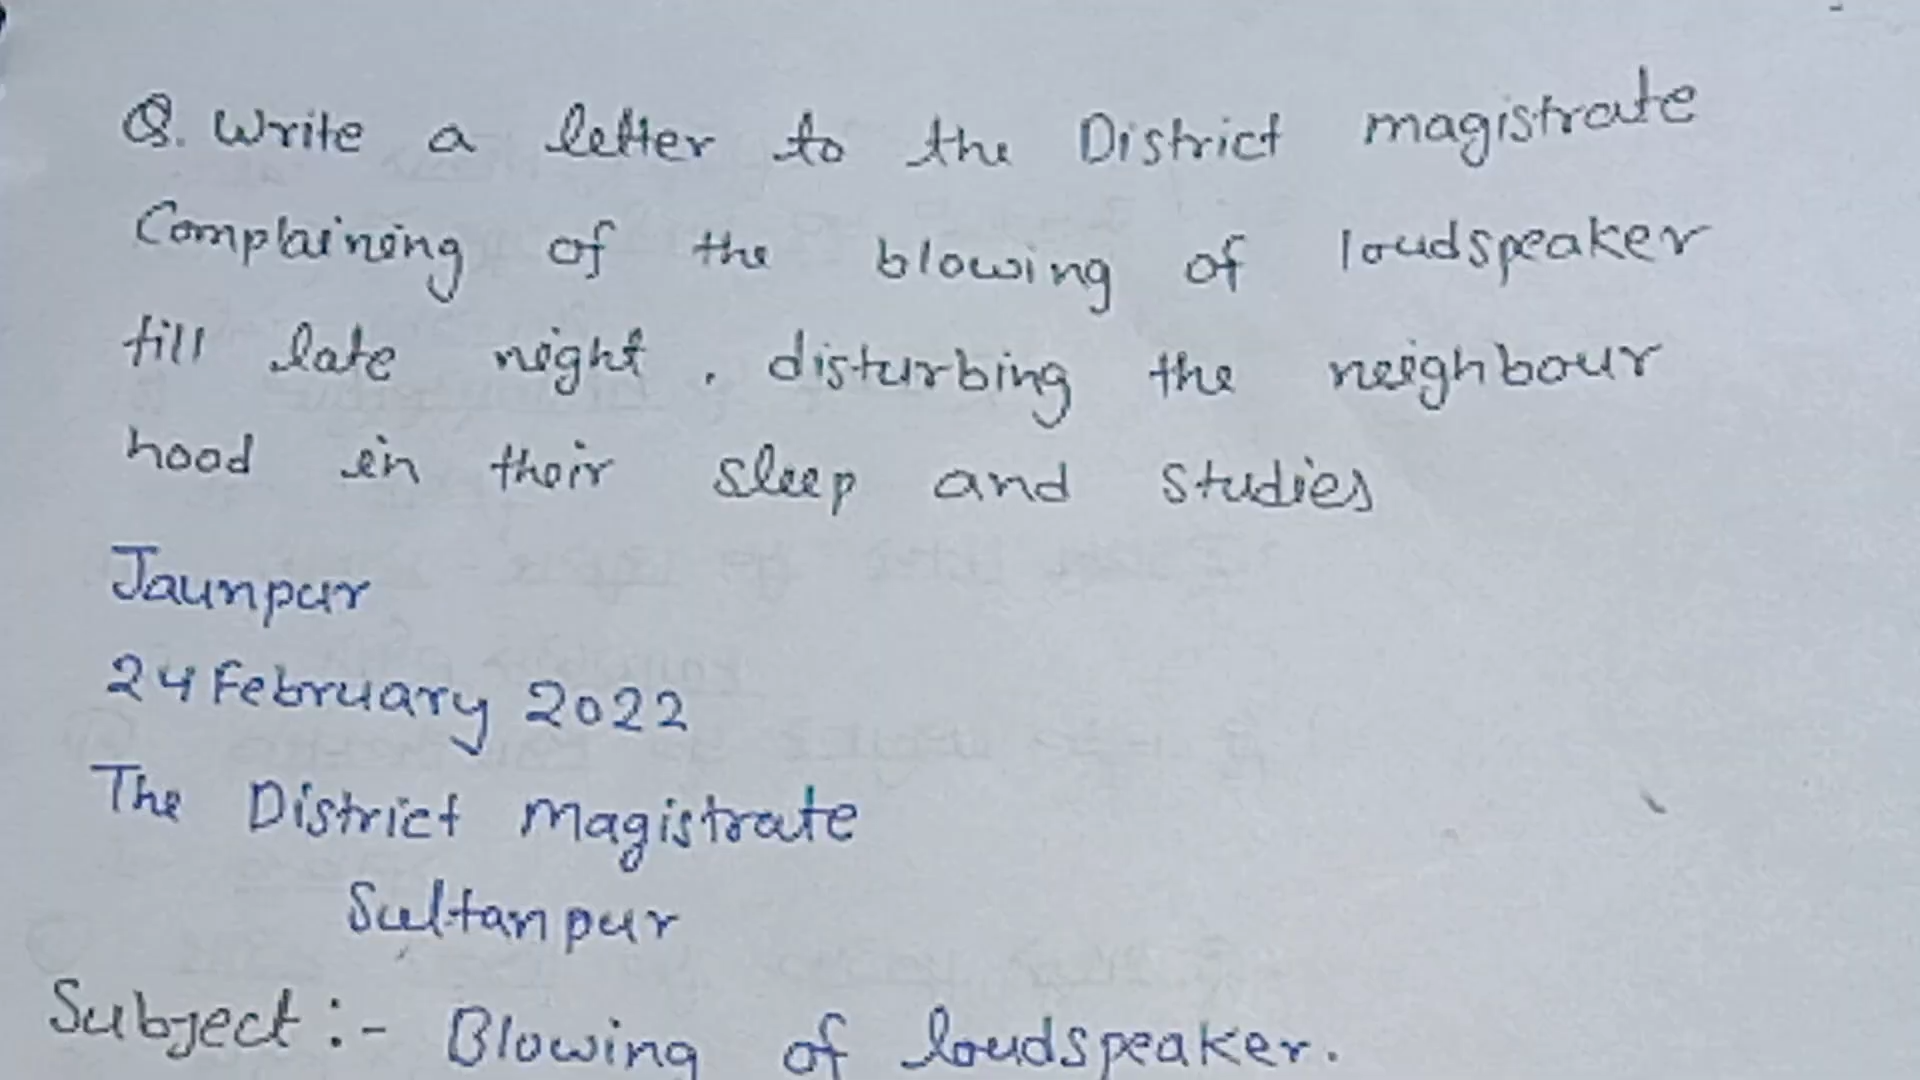 Q. Write a letter to the District magistrate
Complaining of the blowing of loudspeaker
till late night, disturbing the neighbour
hood in their sleep and studies
Jaunpur
24 February 2022
The District Magistrate
Sultanpur
Subject :- Blowing of loudspeaker.